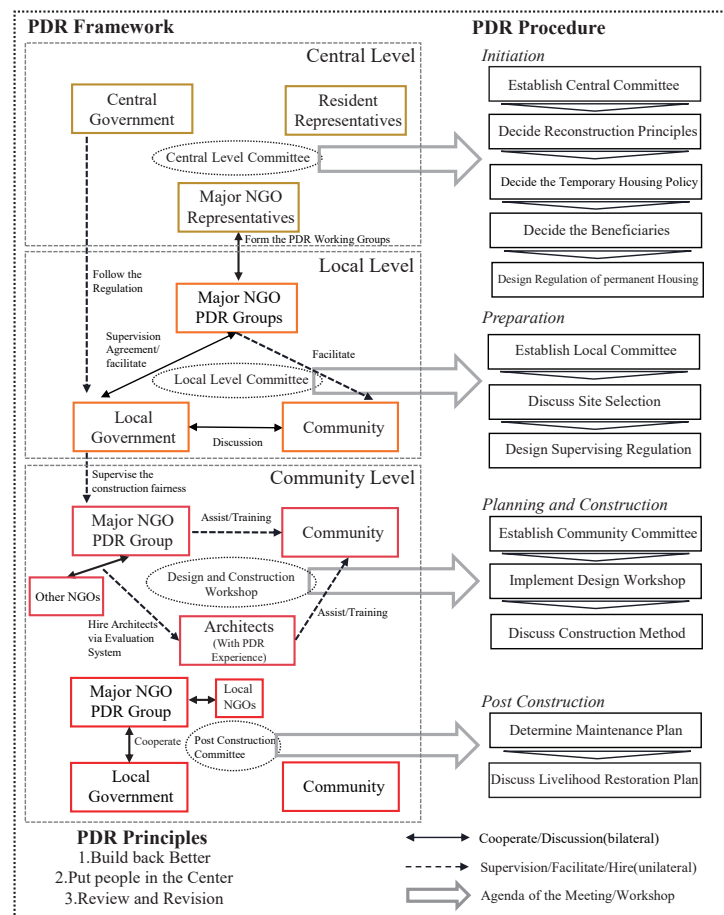 PDR Framework
Central Level
Central
Government
Resident
Representatives
Central Level Committee
Major NGO
Representatives
Form the PDR Working Groups
Local Level
Follow the
Regulation
Major NGO
PDR Groups
Supervision
Agreement/
facilitate
Facilitate
Local Level Committee
Local
Government
Discussion
Community
Supervise the
construction fairness
Community Level
Major NGO
PDR Group
Assist/Training
Community
Design and Construction
Workshop
Other NGOs
Hire Architects
via Evaluation
System
Architects
(With PDR
Experience)
Assist/Training
Major NGO
PDR Group
Local
NGOs
Cooperate
Post Construction
Committee
Local
Government
Community
PDR Principles
1.Build back Better
2.Put people in the Center
3.Review and Revision
PDR Procedure
Initiation
Establish Central Committee
Decide Reconstruction Principles
Decide the Temporary Housing Policy
Decide the Beneficiaries
Design Regulation of permanent Housing
Preparation
Establish Local Committee
Discuss Site Selection
Design Supervising Regulation
Planning and Construction
Establish Community Committee
Implement Design Workshop
Discuss Construction Method
Post Construction
Determine Maintenance Plan
Discuss Livelihood Restoration Plan
Cooperate/Discussion(bilateral)
Supervision/Facilitate/Hire(unilateral)
Agenda of the Meeting/Workshop